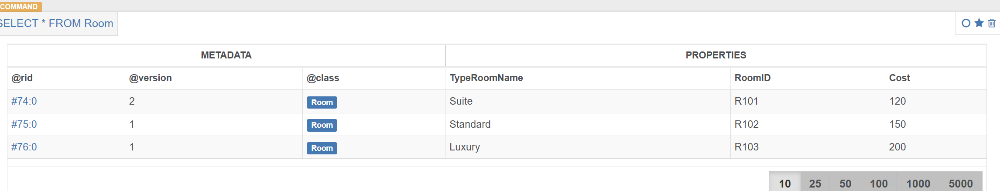 COMMAND
SELECT * FROM Room
METADATA PROPERTIES
@rid @version @class TypeRoomName RoomID Cost
#74:0 2 Room Suite R101 120
#75:0 1 Room Standard R102 150
#76:0 1 Room Luxury R103 200
10 25 50 100 1000 5000